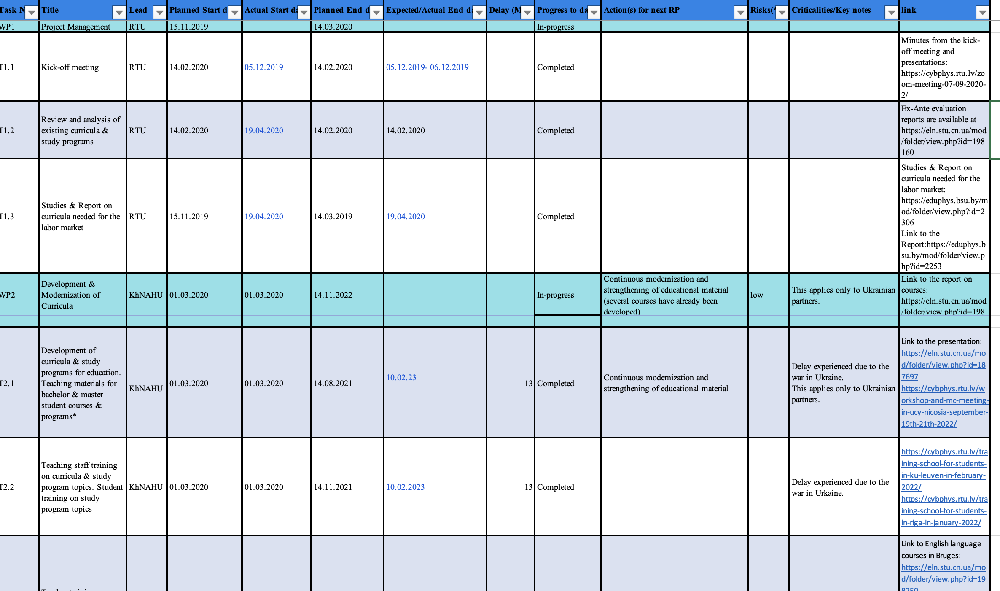 Task N Title Lead Planned Start d Actual Start da Planned End d Expected/Actual End da Delay (M Progress to da Action(s) for next RP Risks(* Criticalities/Key notes link
WP1 Project Management RTU 15.11.2019 14.03.2020 In-progress
T1.1 Kick-off meeting RTU 14.02.2020 05.12.2019 14.02.2020 05.12.2019- 06.12.2019 Completed
Minutes from the kick-
off meeting and
presentations:
https://cybphys.rtu.lv/zo
om-meeting-07-09-2020-
2/
T1.2
Review and analysis of
existing curricula &
study programs
RTU 14.02.2020 19.04.2020 14.02.2020 14.02.2020 Completed
Ex-Ante evaluation
reports are available at
https://eln.stu.cn.ua/mod
/folder/view.php?id=198
160
T1.3
Studies & Report on
curricula needed for the
labor market
RTU 15.11.2019 19.04.2020 14.03.2019 19.04.2020 Completed
Studies & Report on
curricula needed for the
labor market:
https://eduphys.bsu.by/m
od/folder/view.php?id=2
306
Link to the
Report:https://eduphys.b
su.by/mod/folder/view.p
hp?id=2253
WP2
Development &
Modernization of
Curricula
KhNAHU 01.03.2020 01.03.2020 14.11.2022 In-progress
Continuous modernization and
strengthening of educational material
(several courses have already been
developed)
low
This applies only to Ukrainian
partners.
Link to the report on
courses:
https://eln.stu.cn.ua/mod
/folder/view.php?id=198
T2.1
Development of
curricula & study
programs for education.
Teaching materials for
bachelor & master
student courses &
programs*
KhNAHU 01.03.2020 01.03.2020 14.08.2021 10.02.23 13 Completed
Continuous modernization and
strengthening of educational material
Delay experienced due to the
war in Ukraine.
This applies only to Ukrainian
partners.
Link to the presentation:
https://eln.stu.cn.ua/mo
d/folder/view.php?id=18
7697
https://cybphys.rtu.lv/w
orkshop-and-mc-meeting-
in-ucy-nicosia-september-
19th-21th-2022/
T2.2
Teaching staff training
on curricula & study
program topics. Student
training on study
program topics
KhNAHU 01.03.2020 01.03.2020 14.11.2021 10.02.2023 13 Completed
Delay experienced due to the
war in Urkaine.
https://cybphys.rtu.lv/tra
ining-school-for-students-
in-ku-leuven-in-february-
2022/
https://cybphys.rtu.lv/tra
ining-school-for-students-
in-riga-in-january-2022/
Link to English language
courses in Bruges:
https://eln.stu.cn.ua/mo
d/folder/view.php?id=19
8250